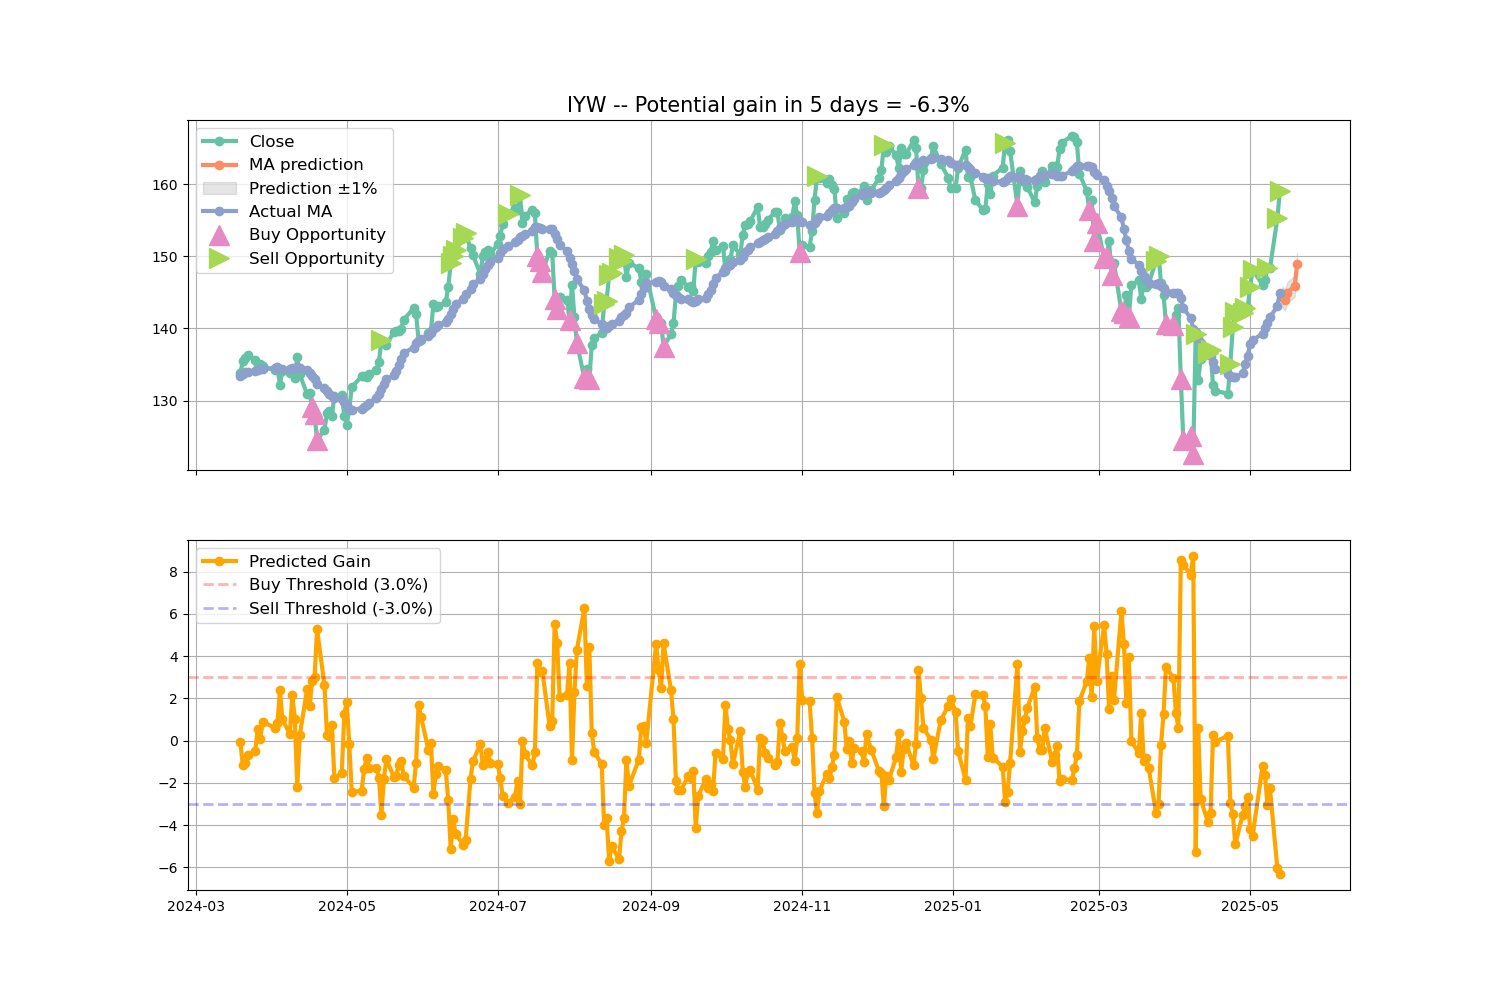 IYW -- Potential gain in 5 days = -6.3%
Close
MA prediction
Prediction ±1%
Actual MA
Buy Opportunity
Sell Opportunity
160
150
140
130
Predicted Gain
Buy Threshold (3.0%)
Sell Threshold (-3.0%)
8
6
4
2
0
−2
−4
−6
2024-03 2024-05 2024-07 2024-09 2024-11 2025-01 2025-03 2025-05